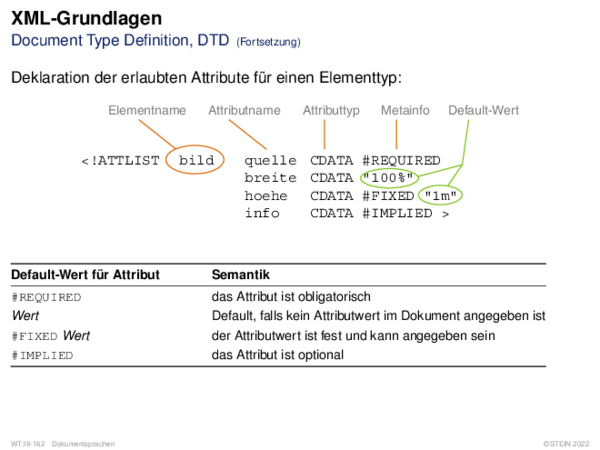 XML-Grundlagen
Document Type Definition, DTD (Fortsetzung)
Deklaration der erlaubten Attribute für einen Elementtyp:
Elementname Attributname Attributtyp Metainfo Default-Wert
<!ATTLIST bild quelle CDATA #REQUIRED
breite CDATA "100%"
hoehe CDATA #FIXED "1m"
info CDATA #IMPLIED >
Default-Wert für Attribut Semantik
#REQUIRED das Attribut ist obligatorisch
Wert Default, falls kein Attributwert im Dokument angegeben ist
#FIXED Wert der Attributwert ist fest und kann angegeben sein
#IMPLIED das Attribut ist optional
WT:III-162 Dokumentsprachen ©STEIN 2022